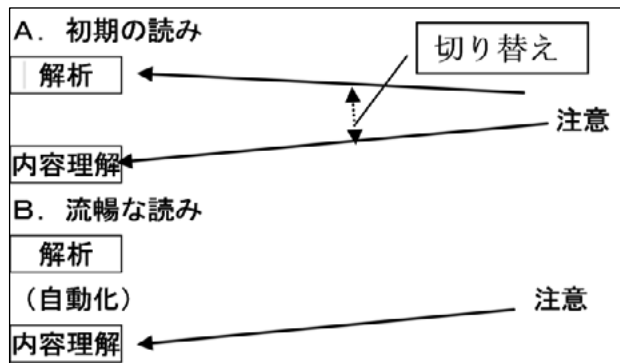 A．初期の読み
切り替え
解析
注意
内容理解
B．流暢な読み
解析
（自動化）
注意
内容理解